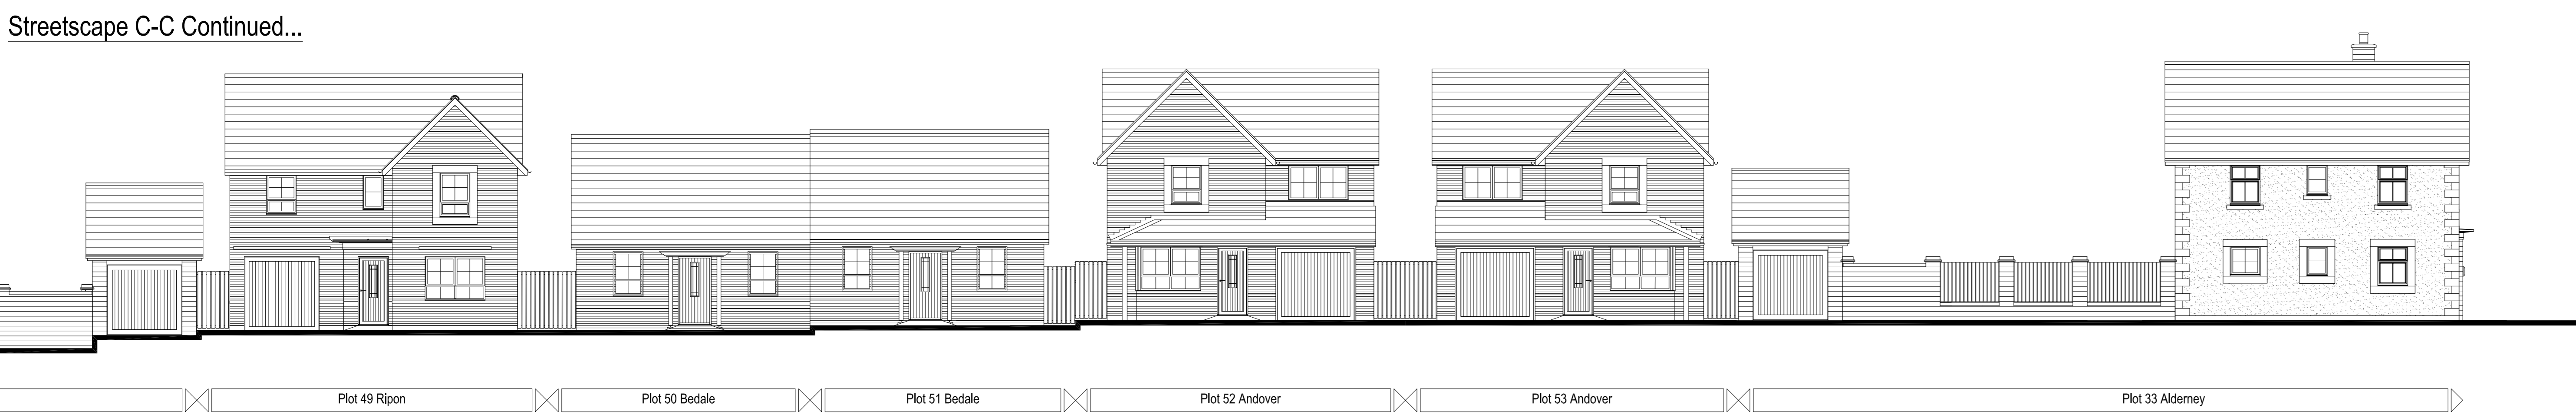 Streetscape C-C Continued...
Plot 49 Ripon
Plot 50 Bedale
Plot 51 Bedale
Plot 52 Andover
Plot 53 Andover
Plot 33 Alderney